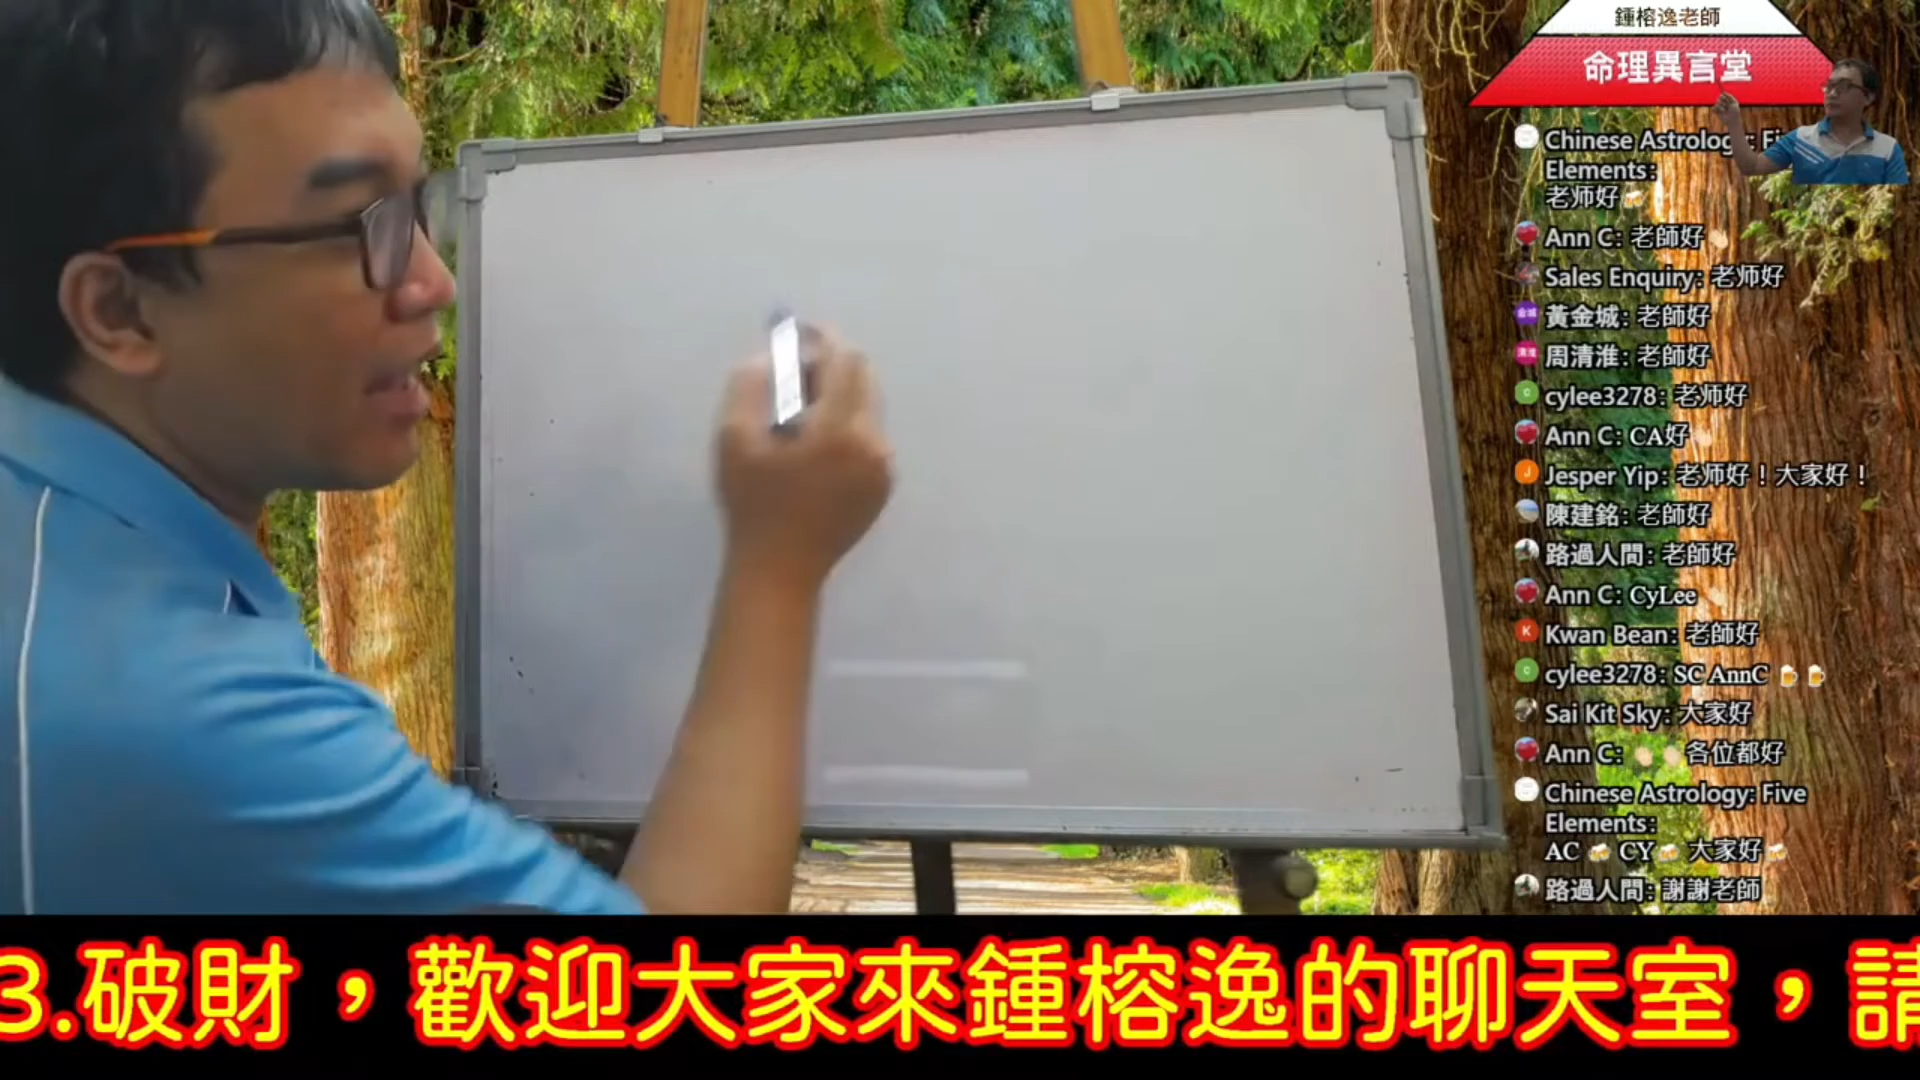 鍾榕逸老師
命理異言堂
Chinese Astrology: Fi
Elements:
老师好
Ann C: 老師好
Sales Enquiry: 老师好
黃金城: 老師好
周清淮: 老師好
cylee3278: 老师好
Ann C: CA好
Jesper Yip: 老师好！大家好！
陳建銘: 老師好
路過人間: 老師好
Ann C: CyLee
Kwan Bean: 老師好
cylee3278: SC AnnC 🍺🍺
Sai Kit Sky: 大家好
Ann C: 👏🏻👏🏻各位都好
Chinese Astrology: Five
Elements:
AC 🍻 CY🍻 大家好🍻
路過人間: 謝謝老師
3.破財，歡迎大家來鍾榕逸的聊天室，請